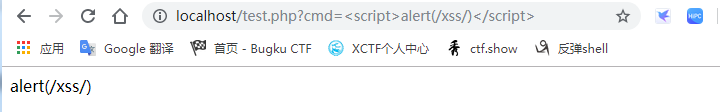 localhost/test.php?cmd=<script>alert(/xss/)</script>
HiPC
应用 Google 翻译 首页 - Bugku CTF XCTF个人中心 ctf.show 反弹shell
alert(/xss/)